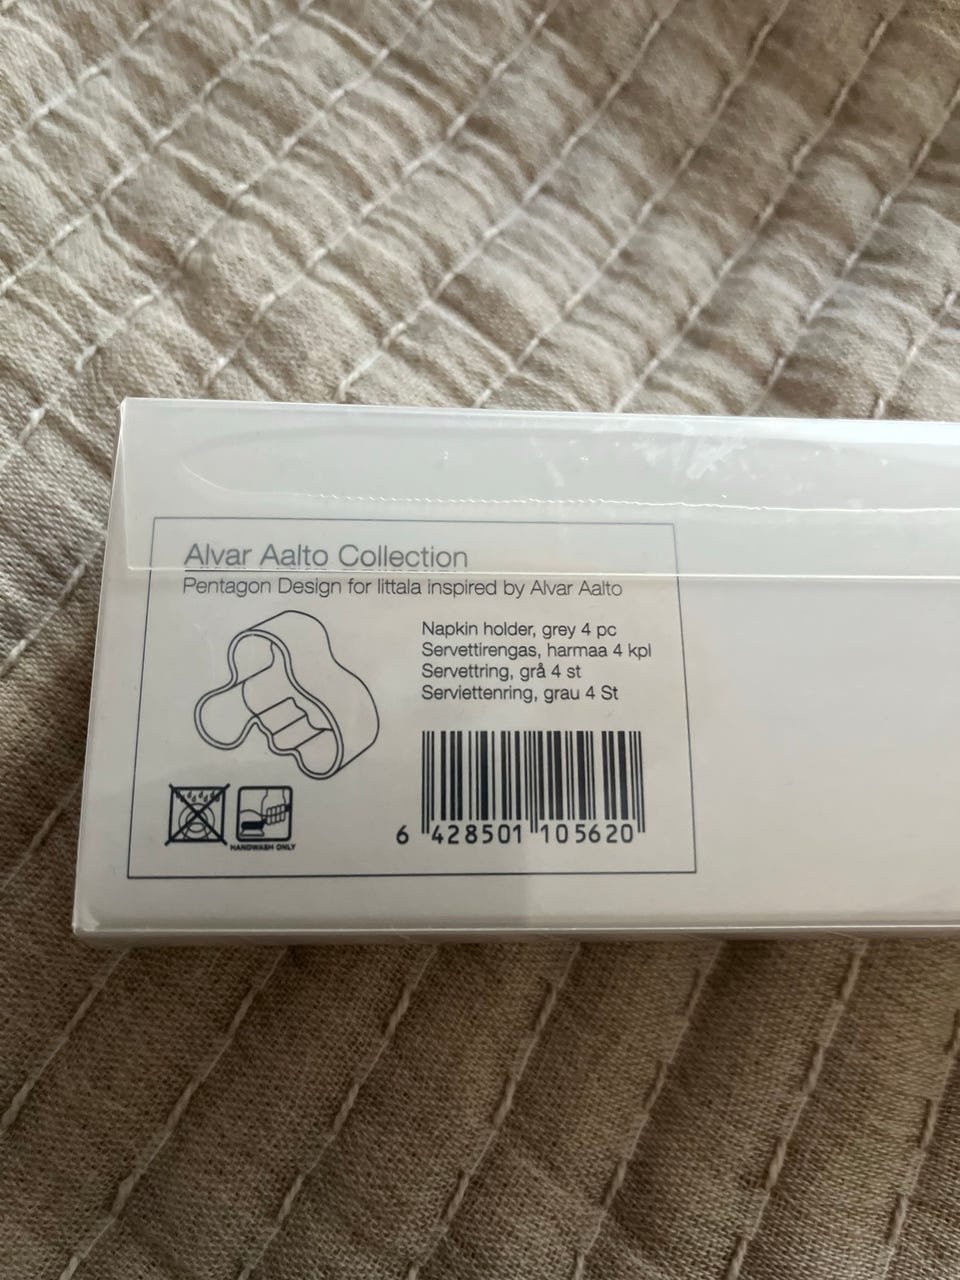 Alvar Aalto Collection
Pentagon Design for Iittala inspired by Alvar Aalto
Napkin holder, grey 4 pc
Servettirengas, harmaa 4 kpl
Servettring, grå 4 st
Serviettenring, grau 4 St
HANDWASH ONLY
6 428501 105620